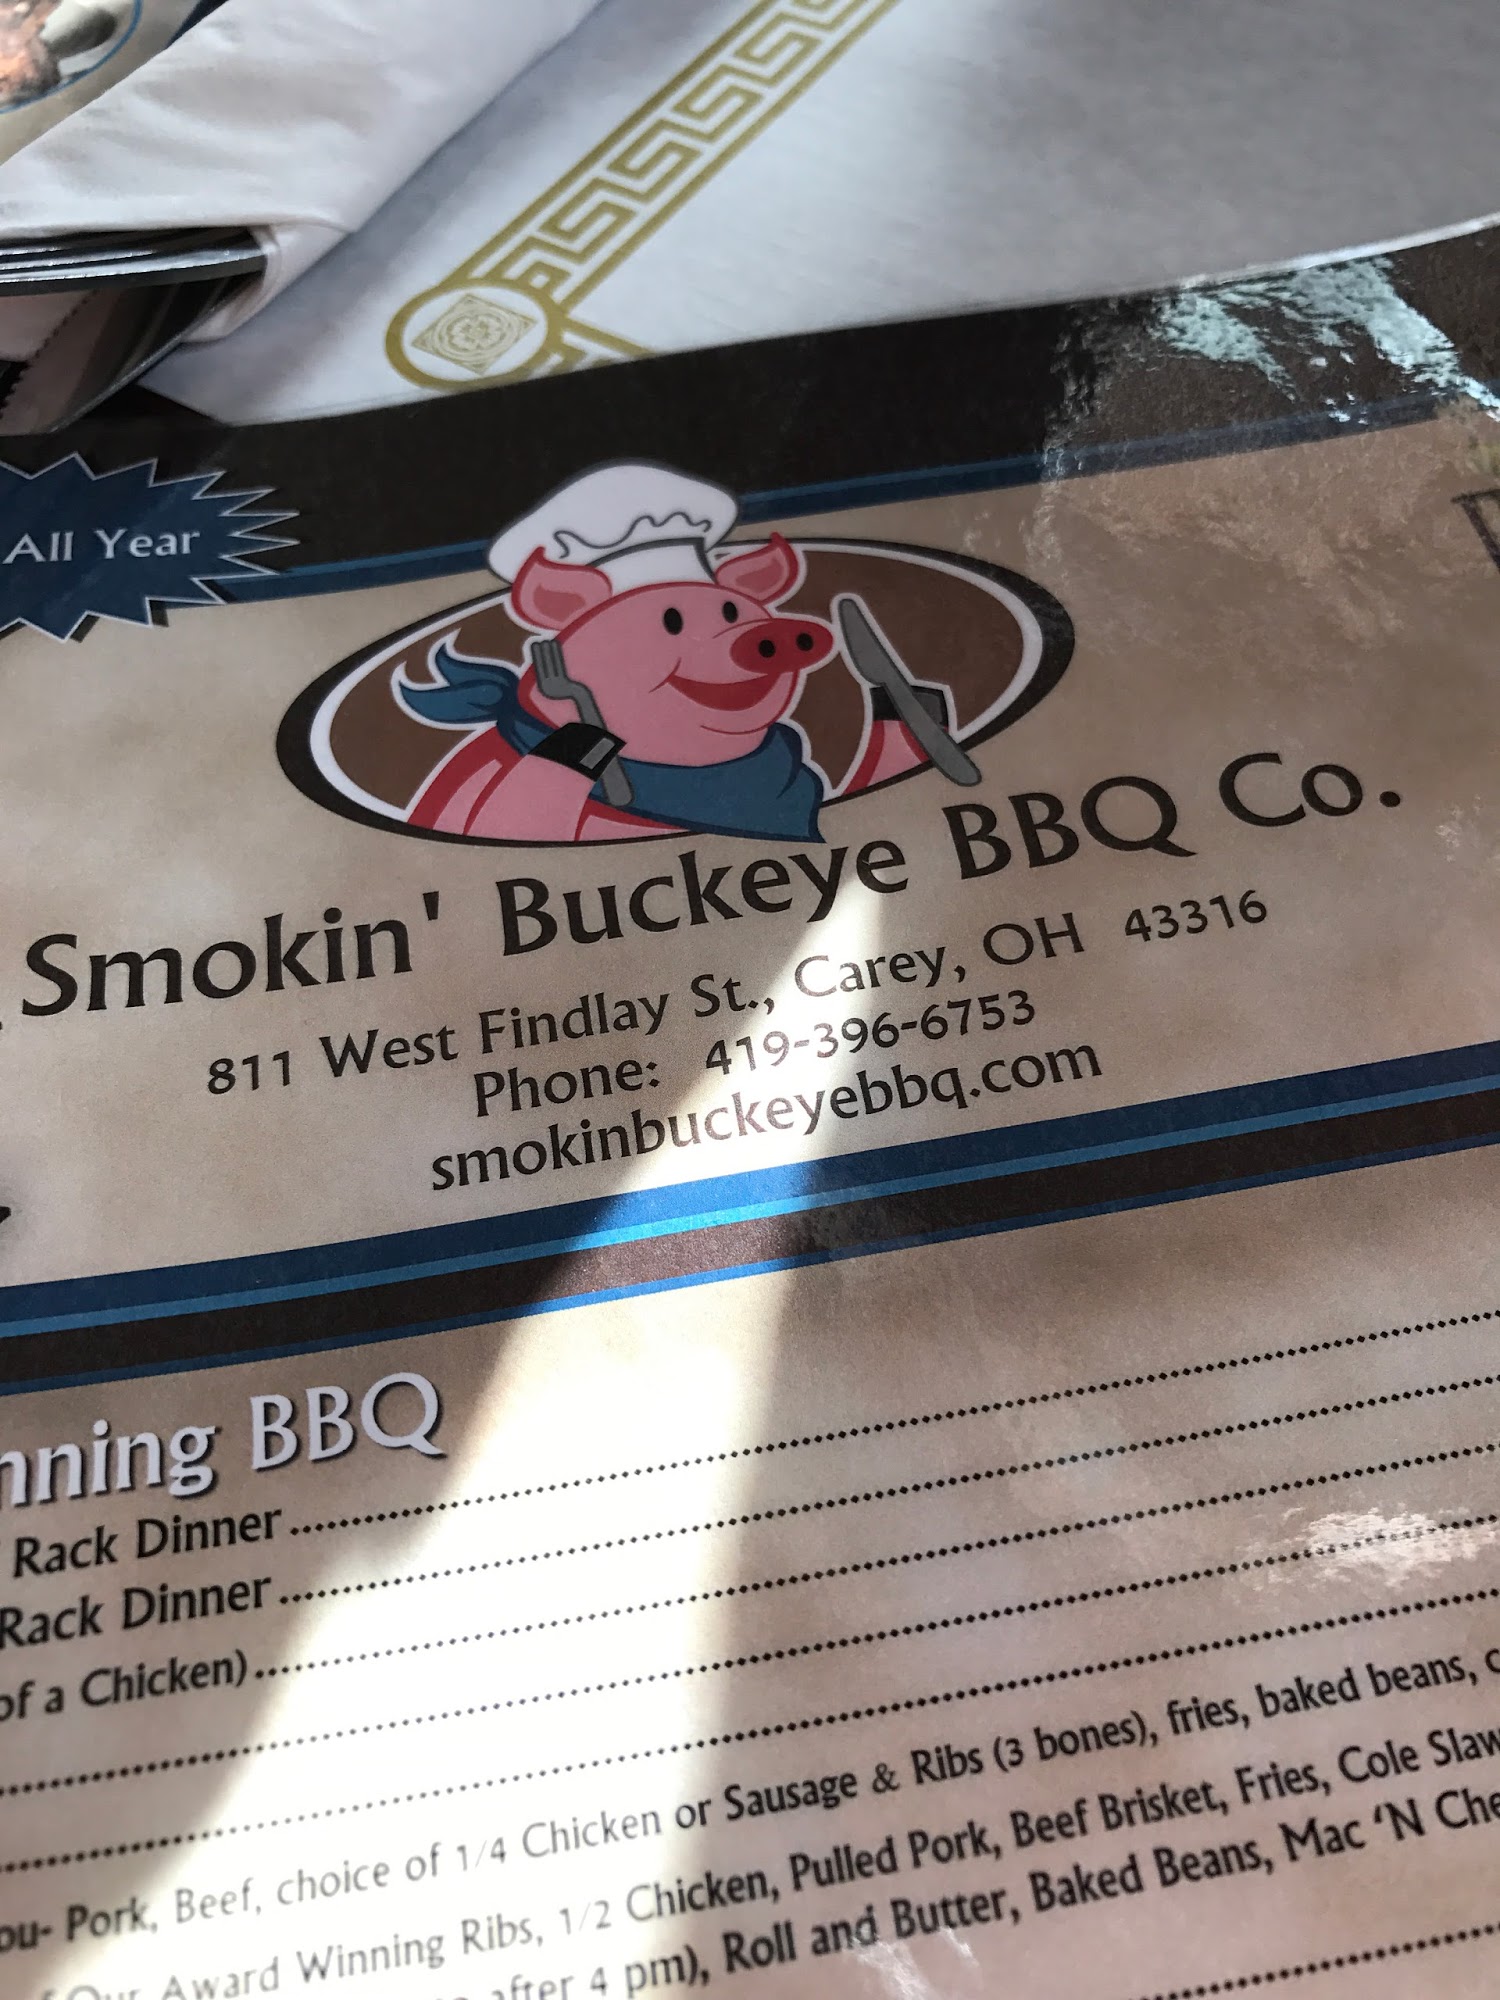 All Year
Smokin' Buckeye BBQ Co.
811 West Findlay St., Carey, OH 43316
Phone: 419-396-6753
smokinbuckeyebbq.com
nning BBQ
Rack Dinner
Rack Dinner
of a Chicken)
ou- Pork, Beef, choice of 1/4 Chicken or Sausage & Ribs (3 bones), fries, baked beans, c
f Our Award Winning Ribs, 1/2 Chicken, Pulled Pork, Beef Brisket, Fries, Cole Slaw
after 4 pm), Roll and Butter, Baked Beans, Mac 'N Che